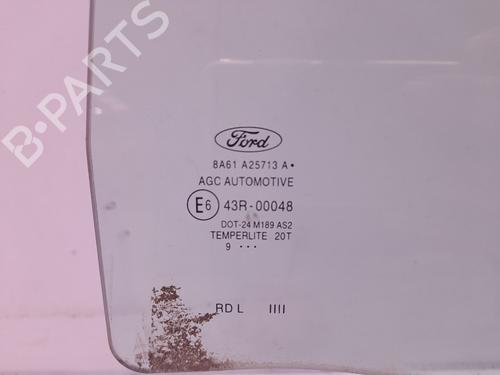 B-PARTS
Ford
8A61 A25713 A•
AGC AUTOMOTIVE
E6 43R-00048
DOT-24 M189 AS2
TEMPERLITE 20T
9 •••
RD L IIII